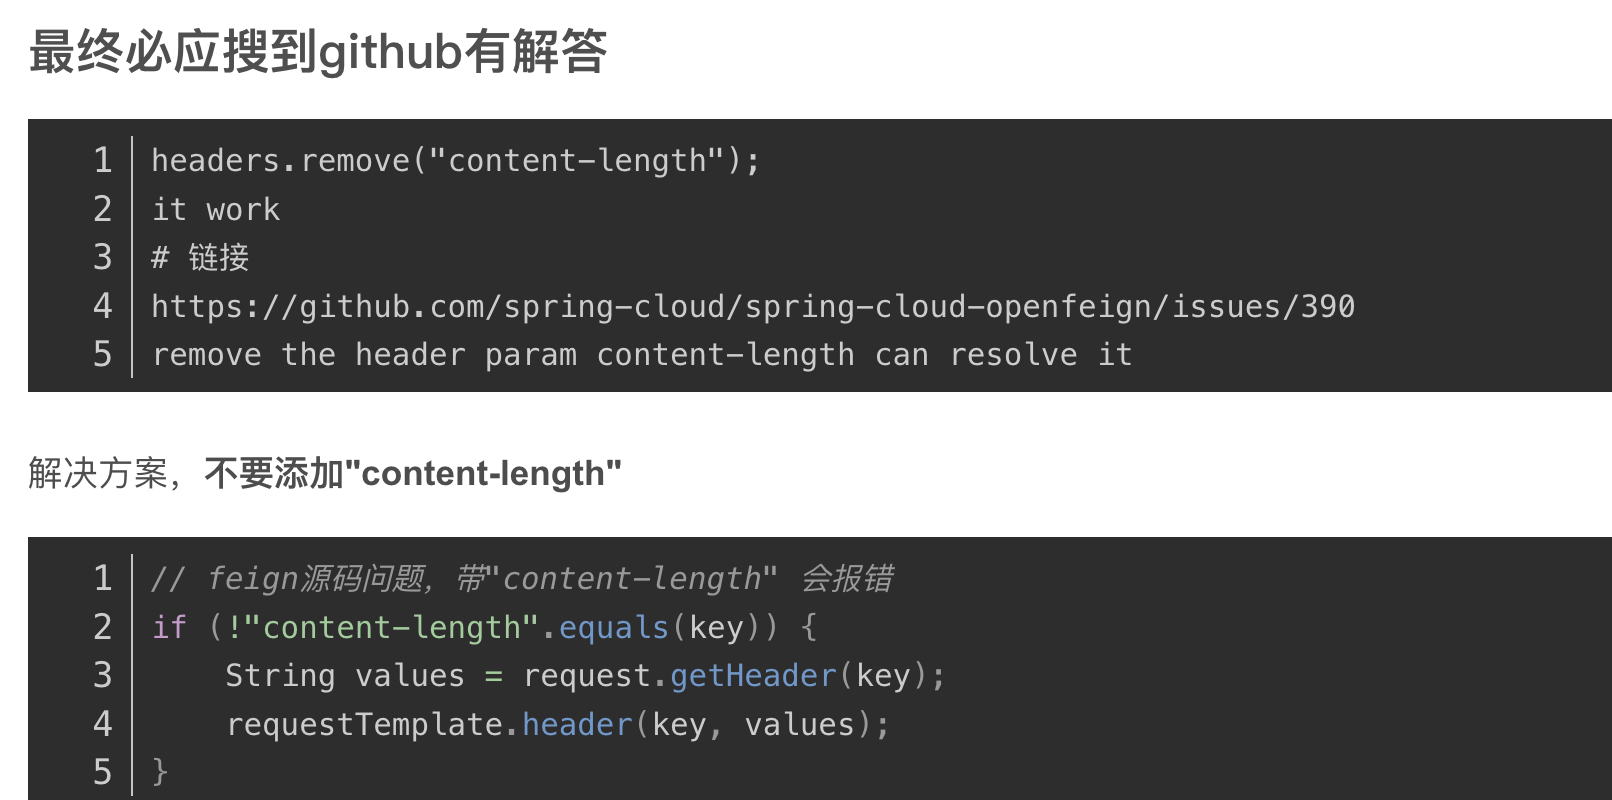 最终必应搜到github有解答
1 headers.remove("content-length");
2 it work
3 # 链接
4 https://github.com/spring-cloud/spring-cloud-openfeign/issues/390
5 remove the header param content-length can resolve it
解决方案，不要添加"content-length"
1 // feign源码问题，带"content-length" 会报错
2 if (!"content-length".equals(key)) {
3     String values = request.getHeader(key);
4     requestTemplate.header(key, values);
5 }